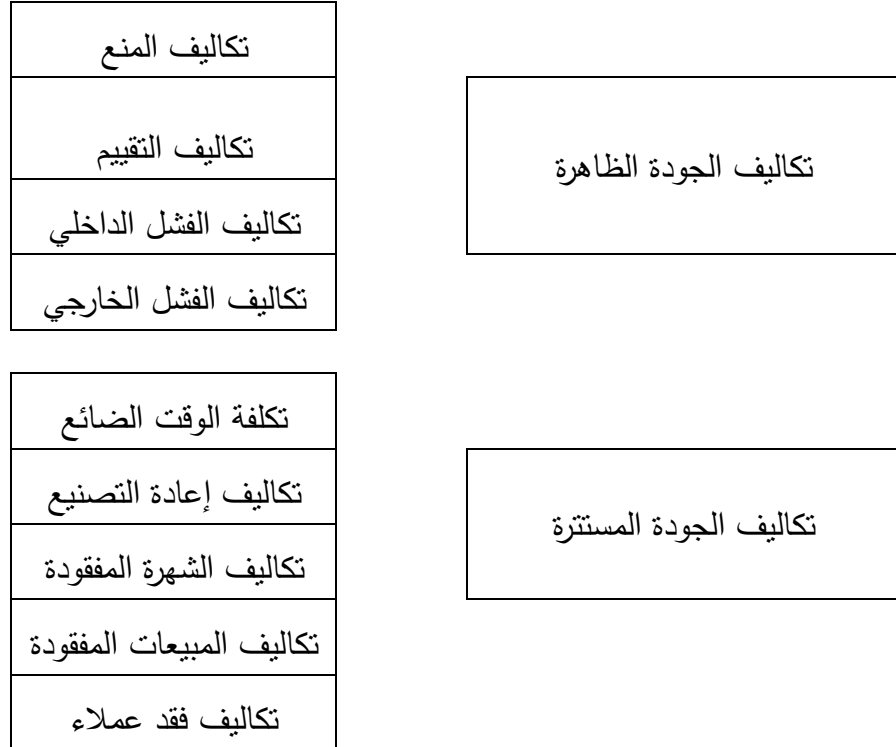 تكاليف المنع
تكاليف التقييم
تكاليف الفشل الداخلي
تكاليف الفشل الخارجي
تكاليف الجودة الظاهرة
تكلفة الوقت الضائع
تكاليف إعادة التصنيع
تكاليف الشهرة المفقودة
تكاليف المبيعات المفقودة
تكاليف فقد عملاء
تكاليف الجودة المستترة